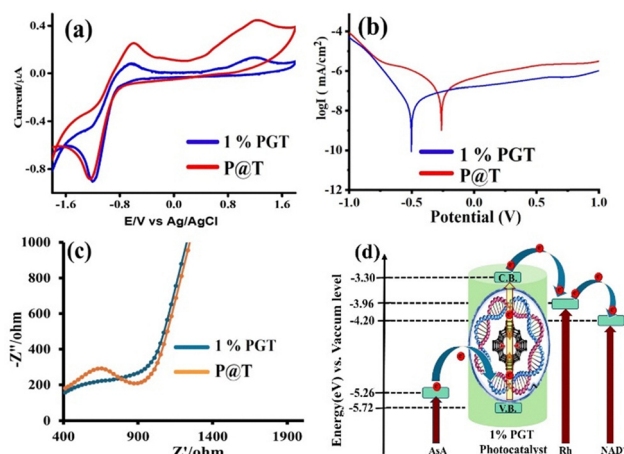 (a)
Current/μA
0.4
0.0
-0.4
-0.8
1 % PGT
P@T
-1.6
-0.8
0.0
0.8
1.6
E/V vs Ag/AgCl
(b)
logI ( mA/cm²)
-4
-6
-8
-10
-12
1 % PGT
P@T
-1.0
-0.5
0.0
0.5
1.0
Potential (V)
(c)
-Z''/ohm
1000
800
600
400
200
0
1 % PGT
P@T
400
900
1400
1900
Z'/ohm
(d)
Energy(eV) vs. Vaccum level
-3.30
-3.96
-4.20
-5.26
-5.72
C.B.
V.B.
AsA
1% PGT
Photocatalyst
Rh